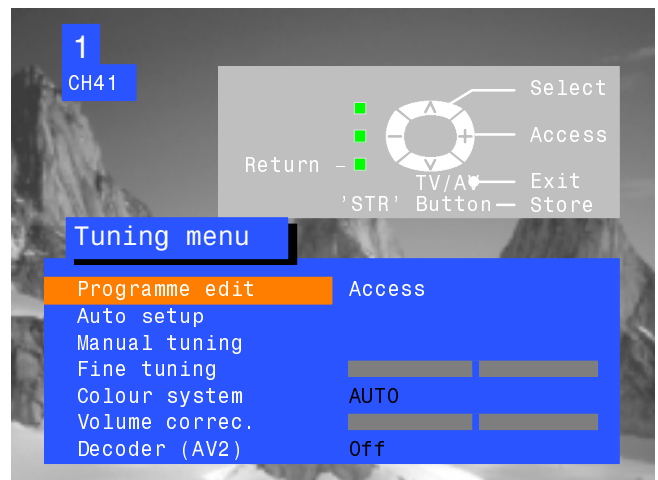 1
CH41
Select
Access
Return –
TV/AV
Exit
'STR' Button
Store
Tuning menu
Programme edit Access
Auto setup
Manual tuning
Fine tuning
Colour system AUTO
Volume correc.
Decoder (AV2) Off